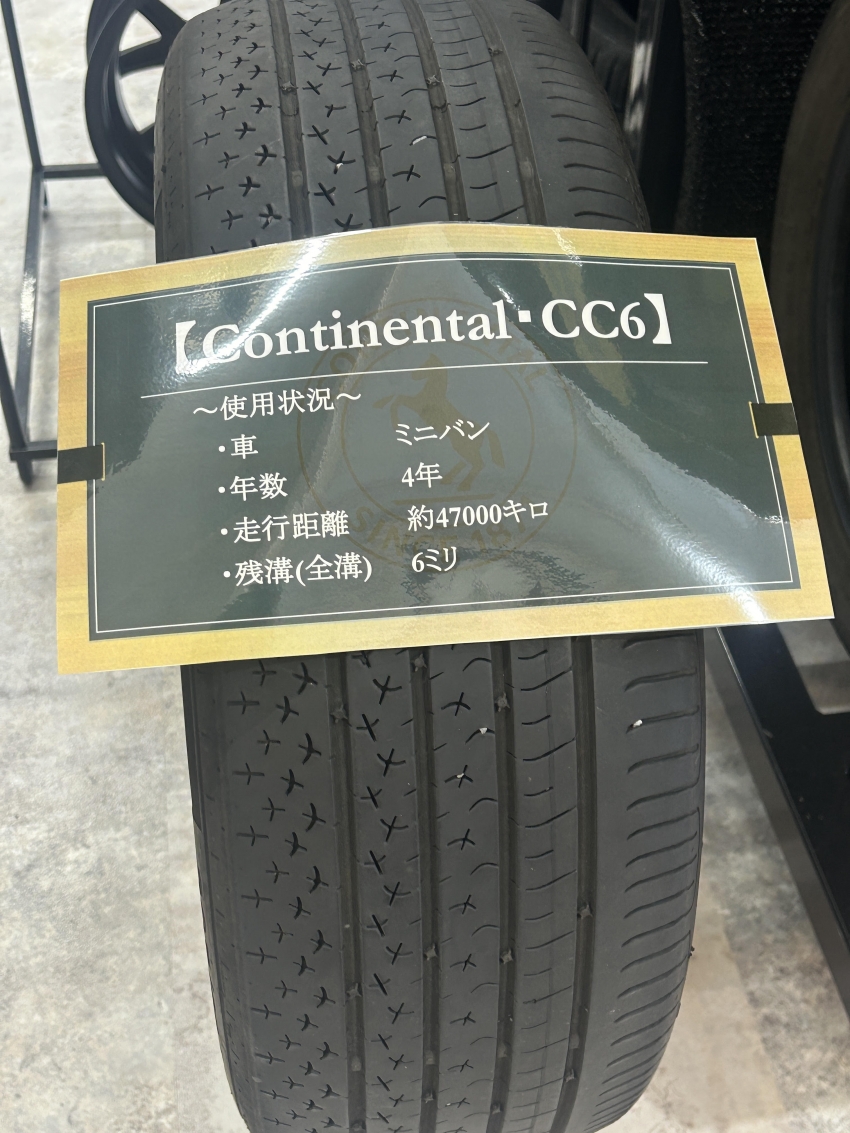 【Continental・CC6】
～使用状況～
・車 ミニバン
・年数 4年
・走行距離 約47000キロ
・残溝(全溝) 6ミリ